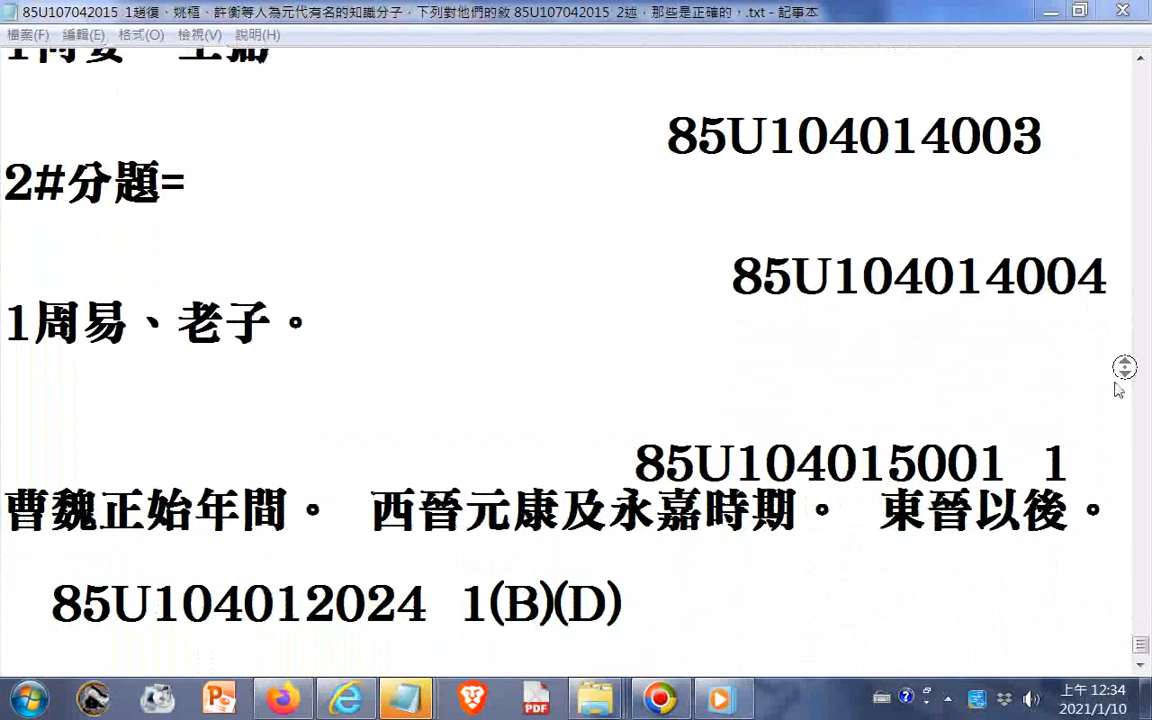 85U107042015  1趙復、姚樞、許衡等人為元代有名的知識分子，下列對他們的敘 85U107042015  2述，那些是正確的，.txt - 記事本
檔案(F) 編輯(E) 格式(O) 檢視(V) 說明(H)
85U104014003
2#分題=
85U104014004
1周易、老子。
85U104015001  1
曹魏正始年間。 西晉元康及永嘉時期。 東晉以後。
85U104012024  1(B)(D)
PDF
上午 12:34
2021/1/10